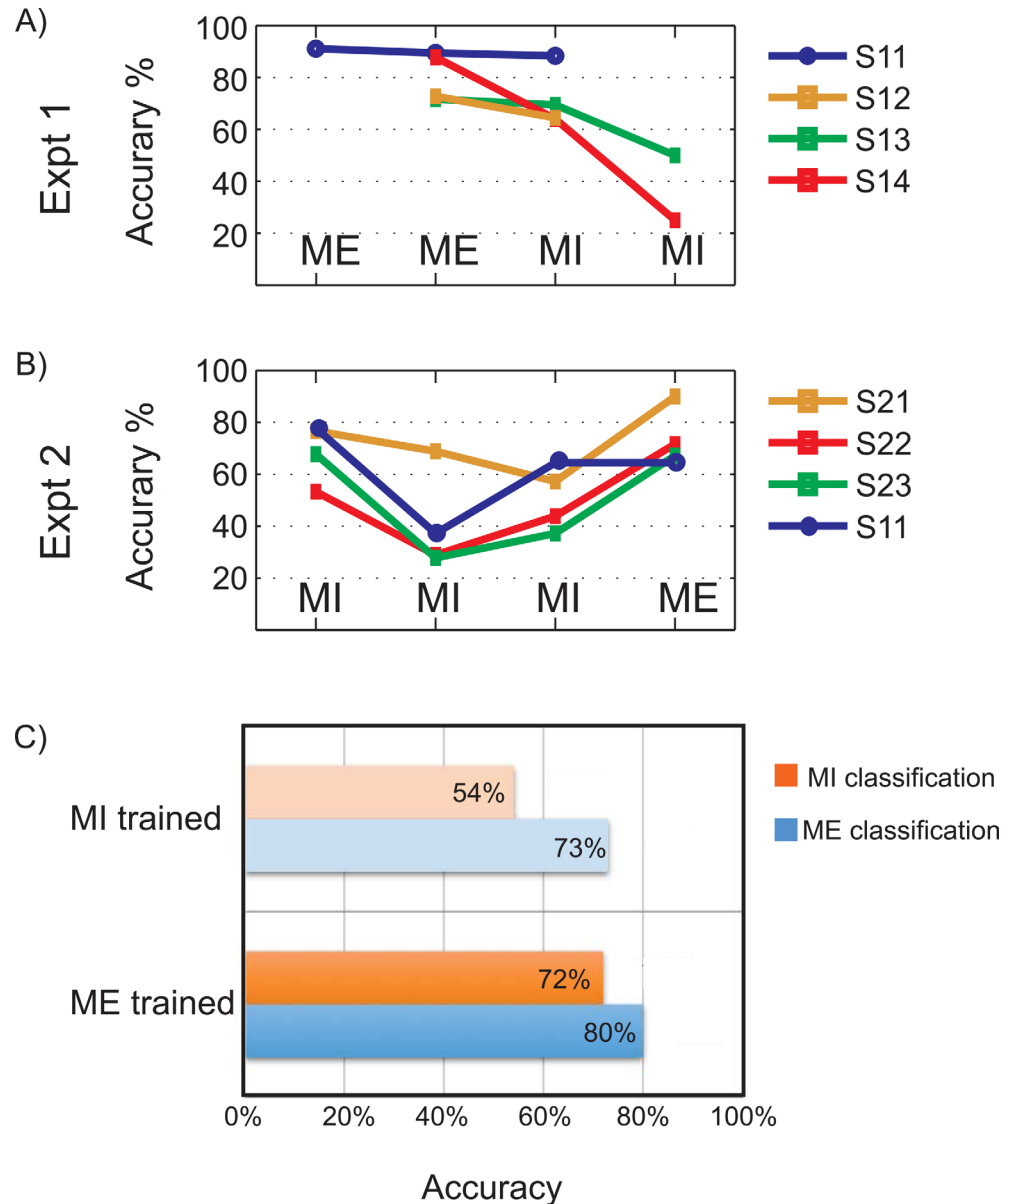 A)
Expt 1
Accurary %
100
80
60
40
20
ME
ME
MI
MI
S11
S12
S13
S14
B)
Expt 2
Accurary %
100
80
60
40
20
MI
MI
MI
ME
S21
S22
S23
S11
C)
MI trained
54%
73%
ME trained
72%
80%
MI classification
ME classification
0%
20%
40%
60%
80%
100%
Accuracy